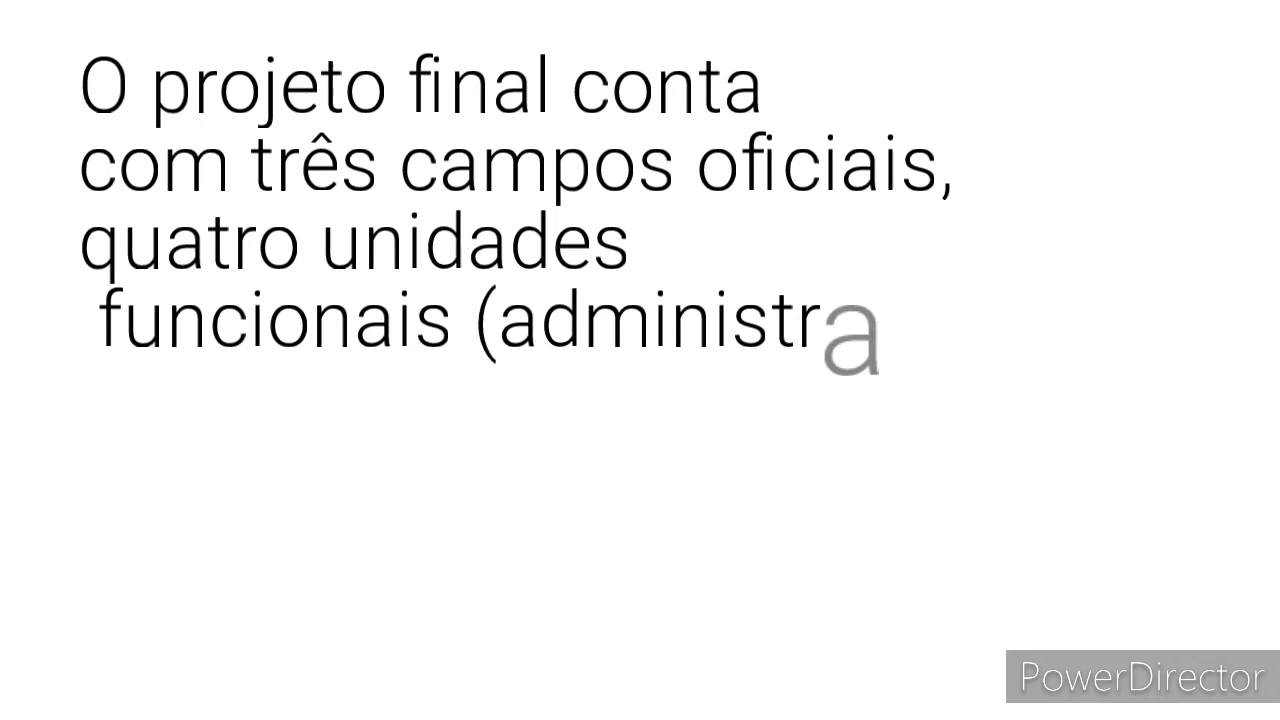 O projeto final conta
com três campos oficiais,
quatro unidades
funcionais (administra
PowerDirector